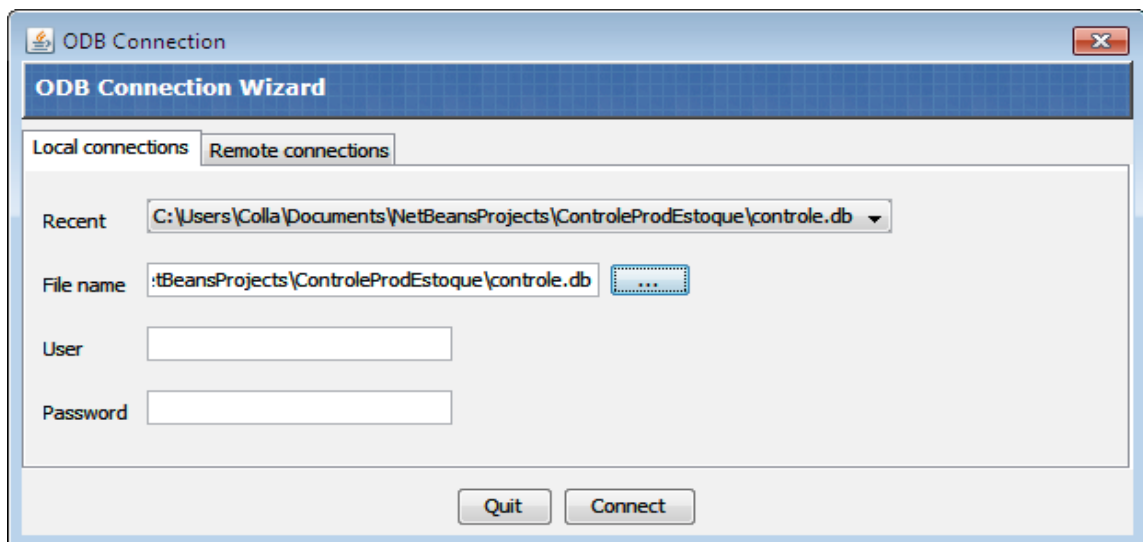 ODB Connection
ODB Connection Wizard
Local connections Remote connections
Recent C:\Users\Colla\Documents\NetBeansProjects\ControleProdEstoque\controle.db
File name :tBeansProjects\ControleProdEstoque\controle.db ...
User
Password
Quit Connect